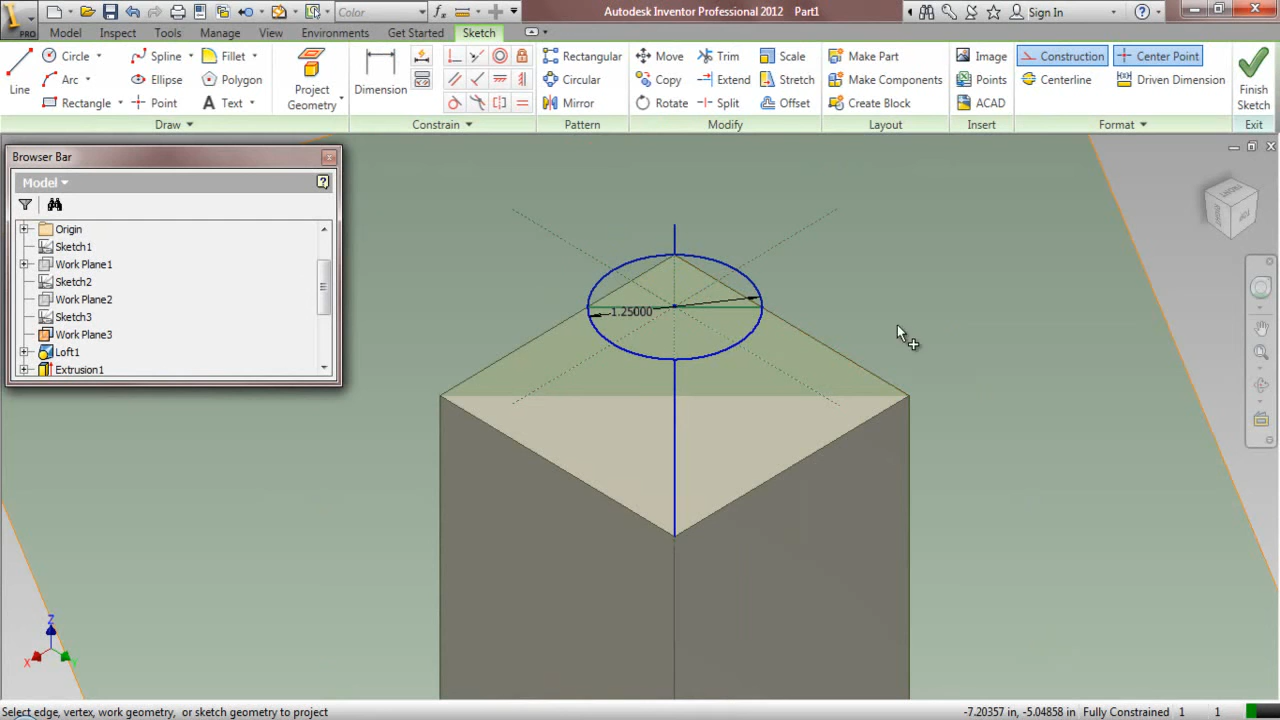 Color
Autodesk Inventor Professional 2012 Part1
Sign In
PRO
Model Inspect Tools Manage View Environments Get Started Sketch
Line
Circle Spline Fillet
Arc Ellipse Polygon
Rectangle Point Text
Project
Geometry
Dimension
Rectangular
Circular
Mirror
Move Trim Scale
Copy Extend Stretch
Rotate Split Offset
Make Part
Make Components
Create Block
Image
Points
ACAD
Construction Center Point
Centerline Driven Dimension
Finish
Sketch
Draw Constrain Pattern Modify Layout Insert Format Exit
Browser Bar
Model
Origin
Sketch1
Work Plane1
Sketch2
Work Plane2
Sketch3
Work Plane3
Loft1
Extrusion1
1.25000
Z
X
Y
Select edge, vertex, work geometry, or sketch geometry to project
-7.20357 in, -5.04858 in Fully Constrained 1 1